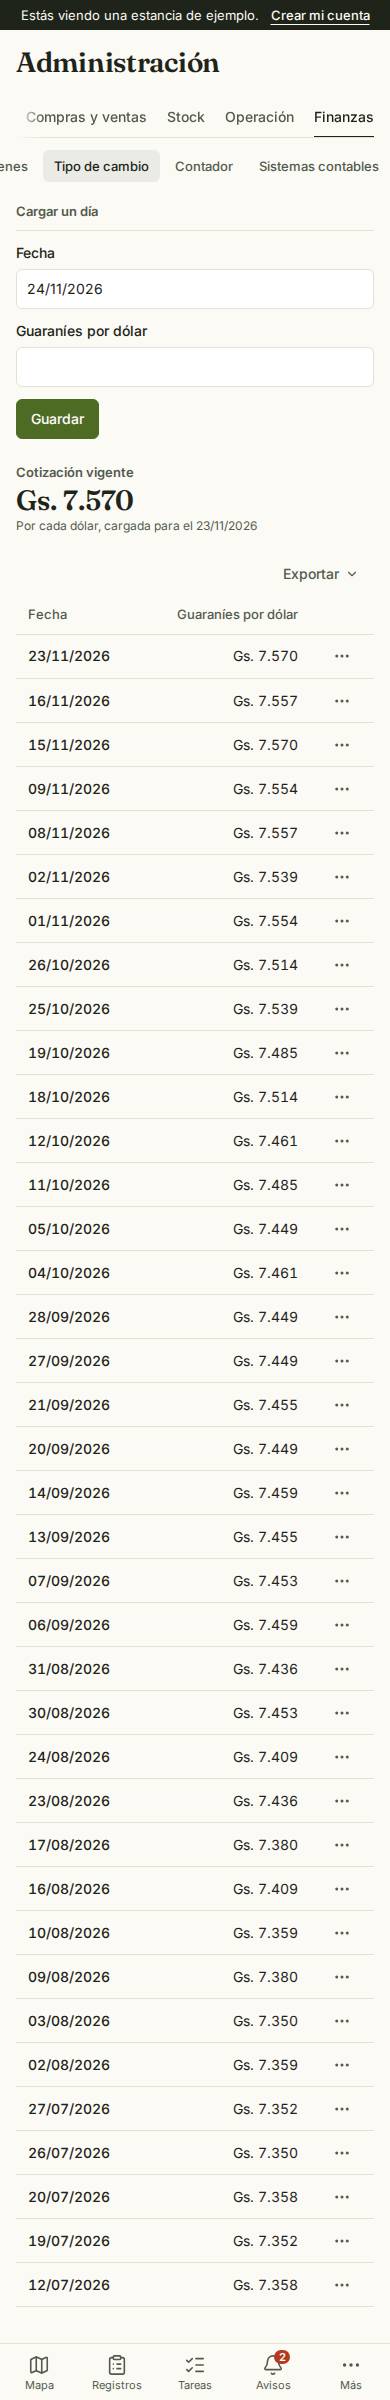 Estás viendo una estancia de ejemplo. Crear mi cuenta
Administración
Compras y ventas Stock Operación Finanzas
enes Tipo de cambio Contador Sistemas contables
Cargar un día
Fecha
24/11/2026
Guaraníes por dólar
Guardar
Cotización vigente
Gs. 7.570
Por cada dólar, cargada para el 23/11/2026
Exportar
Fecha Guaraníes por dólar
23/11/2026 Gs. 7.570
16/11/2026 Gs. 7.557
15/11/2026 Gs. 7.570
09/11/2026 Gs. 7.554
08/11/2026 Gs. 7.557
02/11/2026 Gs. 7.539
01/11/2026 Gs. 7.554
26/10/2026 Gs. 7.514
25/10/2026 Gs. 7.539
19/10/2026 Gs. 7.485
18/10/2026 Gs. 7.514
12/10/2026 Gs. 7.461
11/10/2026 Gs. 7.485
05/10/2026 Gs. 7.449
04/10/2026 Gs. 7.461
28/09/2026 Gs. 7.449
27/09/2026 Gs. 7.449
21/09/2026 Gs. 7.455
20/09/2026 Gs. 7.449
14/09/2026 Gs. 7.459
13/09/2026 Gs. 7.455
07/09/2026 Gs. 7.453
06/09/2026 Gs. 7.459
31/08/2026 Gs. 7.436
30/08/2026 Gs. 7.453
24/08/2026 Gs. 7.409
23/08/2026 Gs. 7.436
17/08/2026 Gs. 7.380
16/08/2026 Gs. 7.409
10/08/2026 Gs. 7.359
09/08/2026 Gs. 7.380
03/08/2026 Gs. 7.350
02/08/2026 Gs. 7.359
27/07/2026 Gs. 7.352
26/07/2026 Gs. 7.350
20/07/2026 Gs. 7.358
19/07/2026 Gs. 7.352
12/07/2026 Gs. 7.358
2
Mapa Registros Tareas Avisos Más